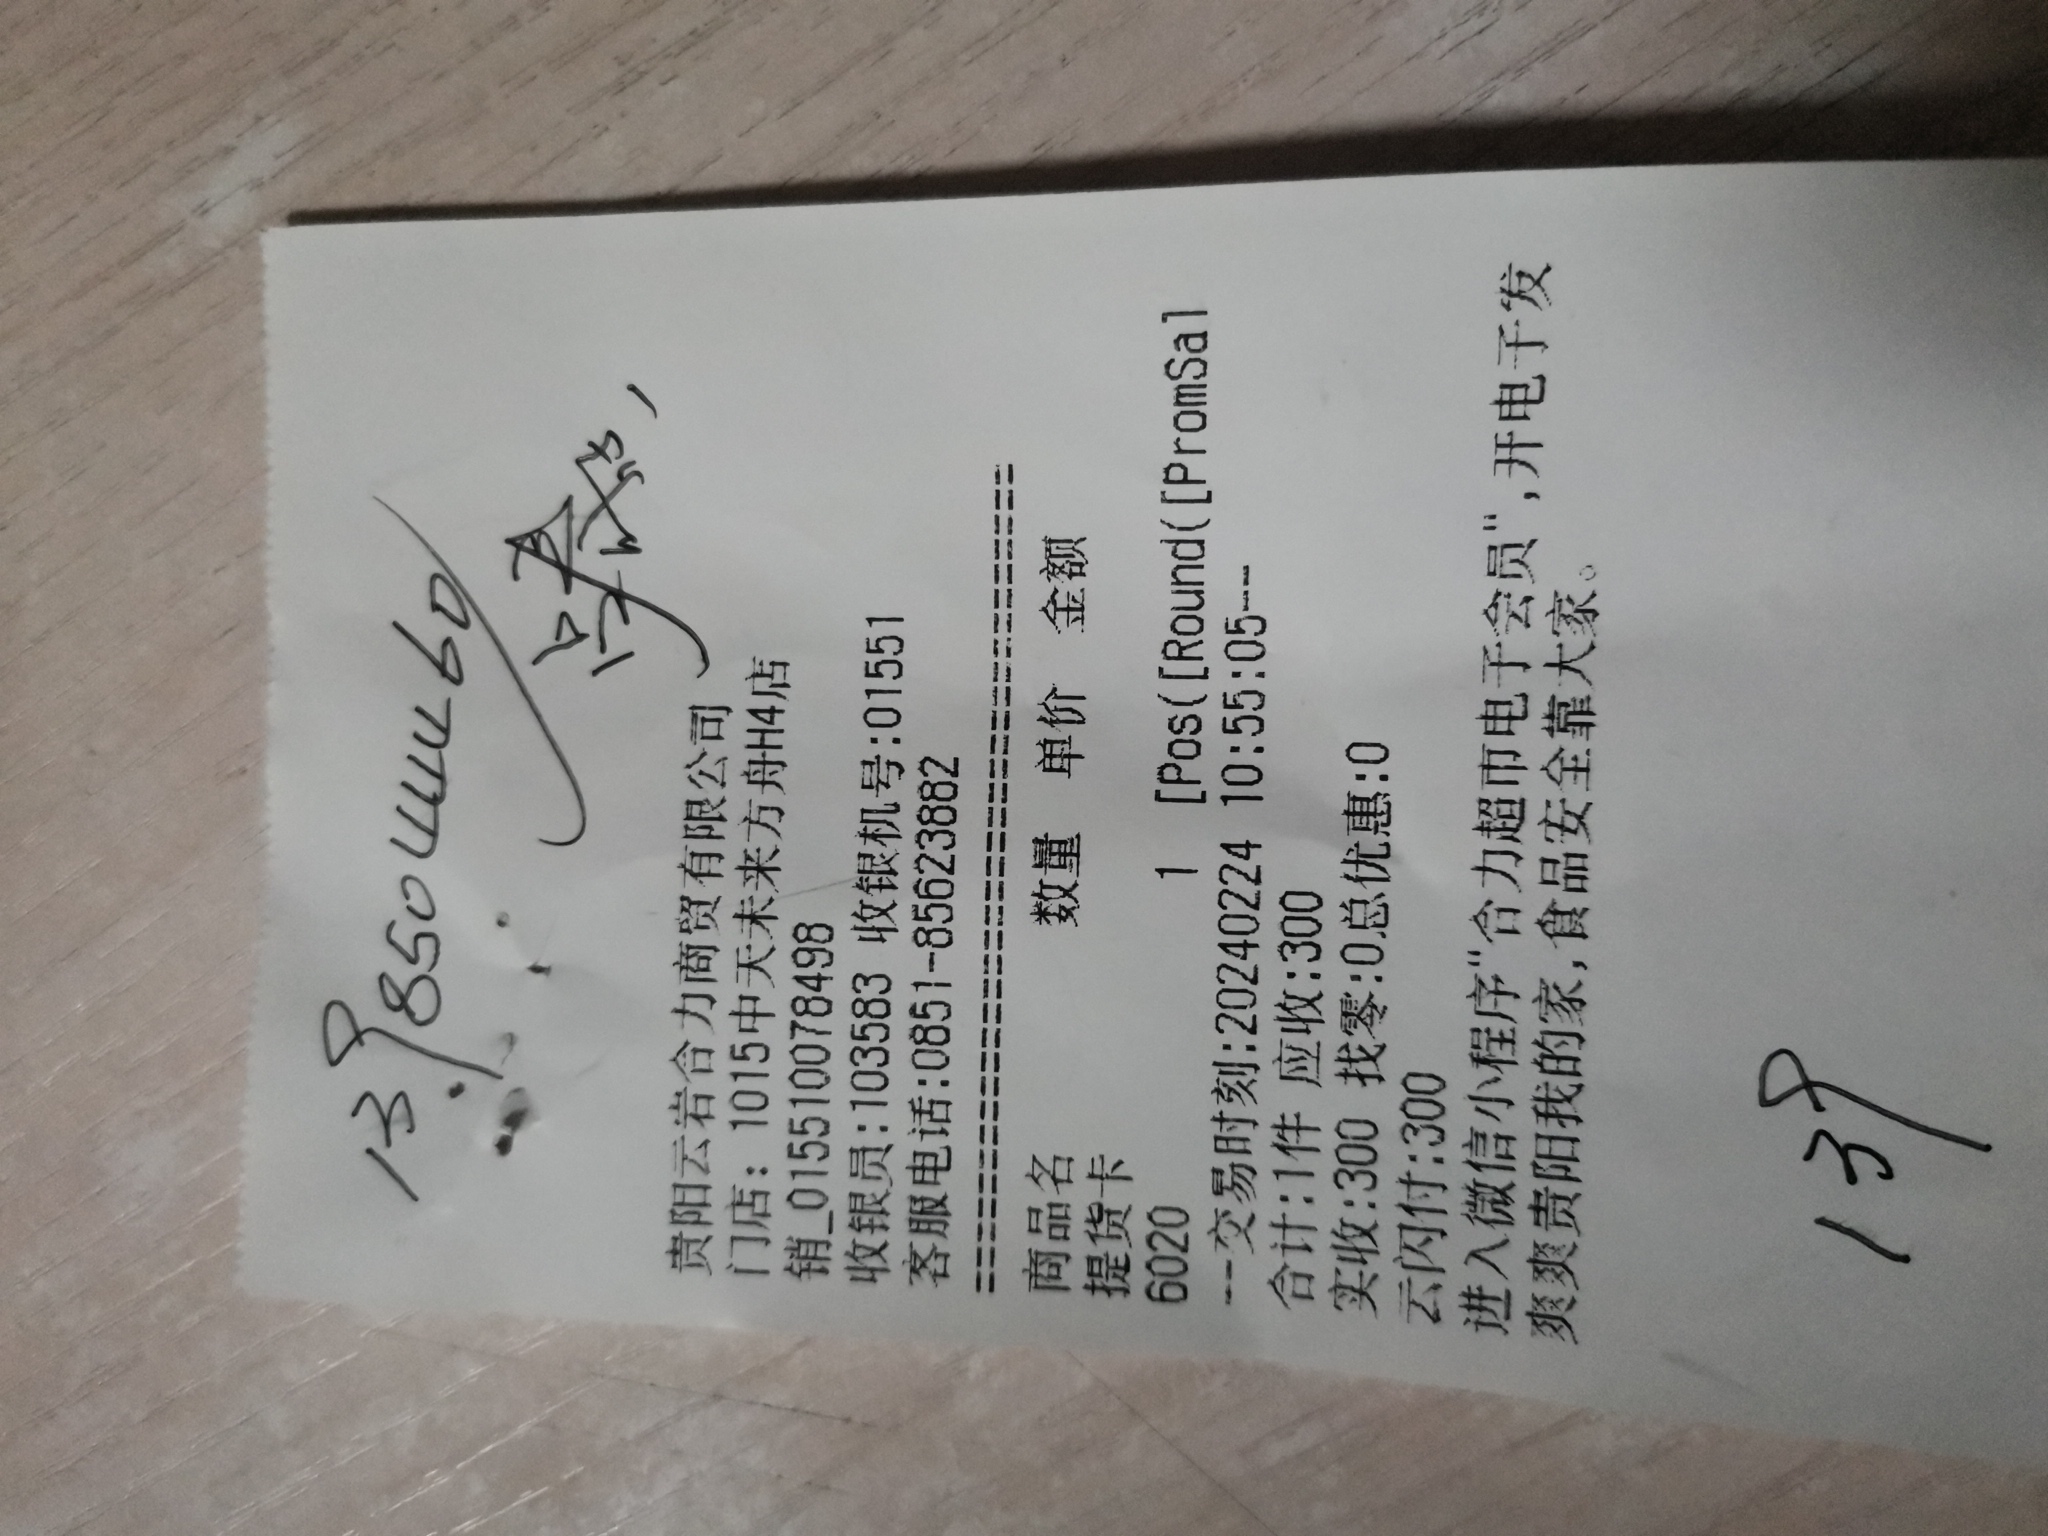 贵阳云岩合力商贸有限公司
门店: 1015中天未来方舟H4店
销_015510078498
收银员:103583 收银机号:01551
客服电话:0851-85623882
==========================================
商品名 数量 单价 金额
提货卡
6020 1 [Pos([Round([PromSal
--交易时刻:20240224 10:55:05--
合计:1件 应收:300
实收:300 找零:0总优惠:0
云闪付:300
进入微信小程序"合力超市电子会员",开电子发
爽爽贵阳我的家,食品安全靠大家。
139